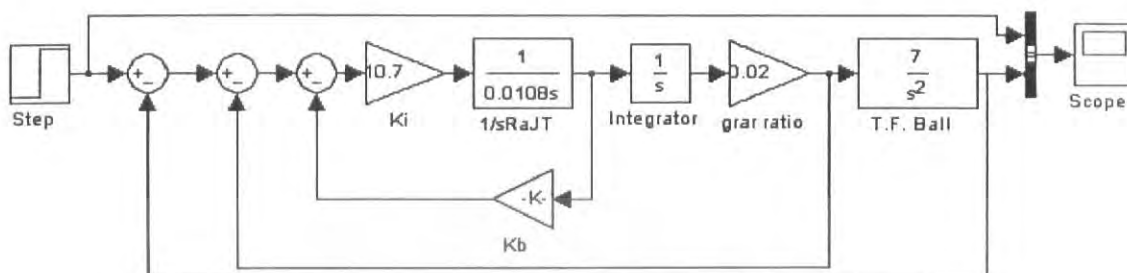 Step
+
-
+
-
+
-
10.7
Ki
1
0.0108s
1/sRaJT
1
s
Integrator
0.02
grar ratio
7
s²
T.F. Ball
Scope
-K-
Kb